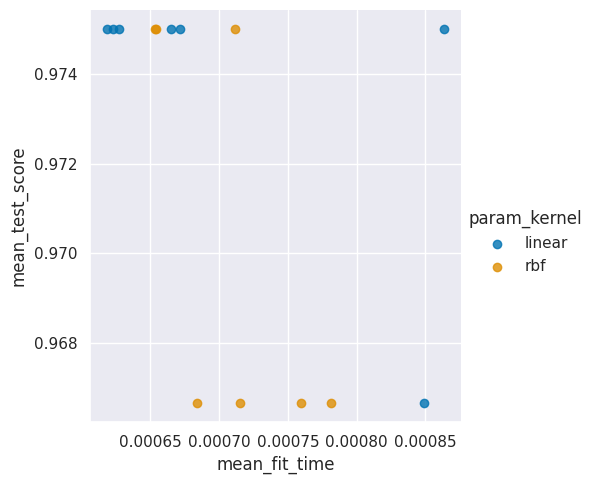 0.974
0.972
0.970
0.968
mean_test_score
0.00065 0.00070 0.00075 0.00080 0.00085
mean_fit_time
param_kernel
linear
rbf